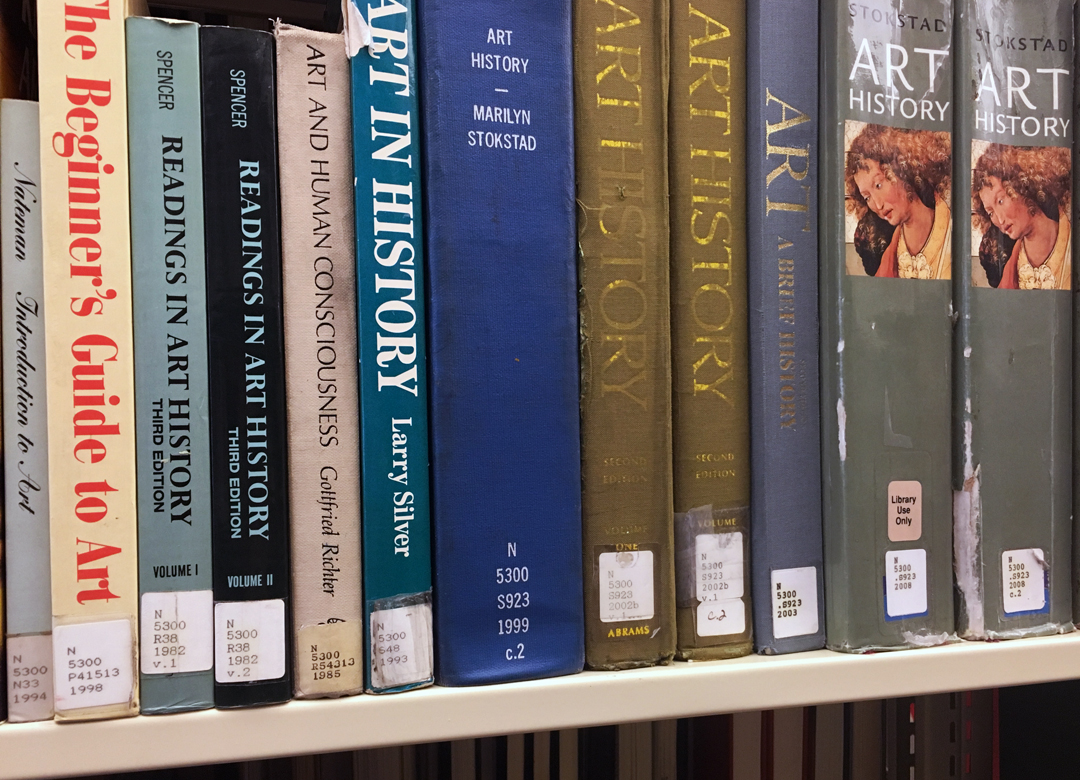 Nateman Introduction to Art
N
5300
N33
1994
The Beginner's Guide to Art
N
5300
P41513
1998
SPENCER
READINGS IN ART HISTORY
THIRD EDITION
VOLUME I
N
5300
R38
1982
v.1
SPENCER
READINGS IN ART HISTORY
THIRD EDITION
VOLUME II
N
5300
R38
1982
v.2
ART AND HUMAN CONSCIOUSNESS Gottfried Richter
N
5300
R54313
1985
ART IN HISTORY Larry Silver
N
5300
S48
1993
ART
HISTORY
—
MARILYN
STOKSTAD
N
5300
S923
1999
c.2
ART HISTORY
SECOND
EDITION
VOLUME
ONE
N
5300
S923
2002b
v.1
ABRAMS
ART HISTORY
SECOND
EDITION
VOLUME
N
5300
S923
2002b
v.1
c.2
ART A BRIEF HISTORY
N
5300
.S923
2003
STOKSTAD
ART
HISTORY
Library
Use
Only
N
5300
.S923
2008
STOKSTAD
ART
HISTORY
N
5300
.S923
2008
c.2